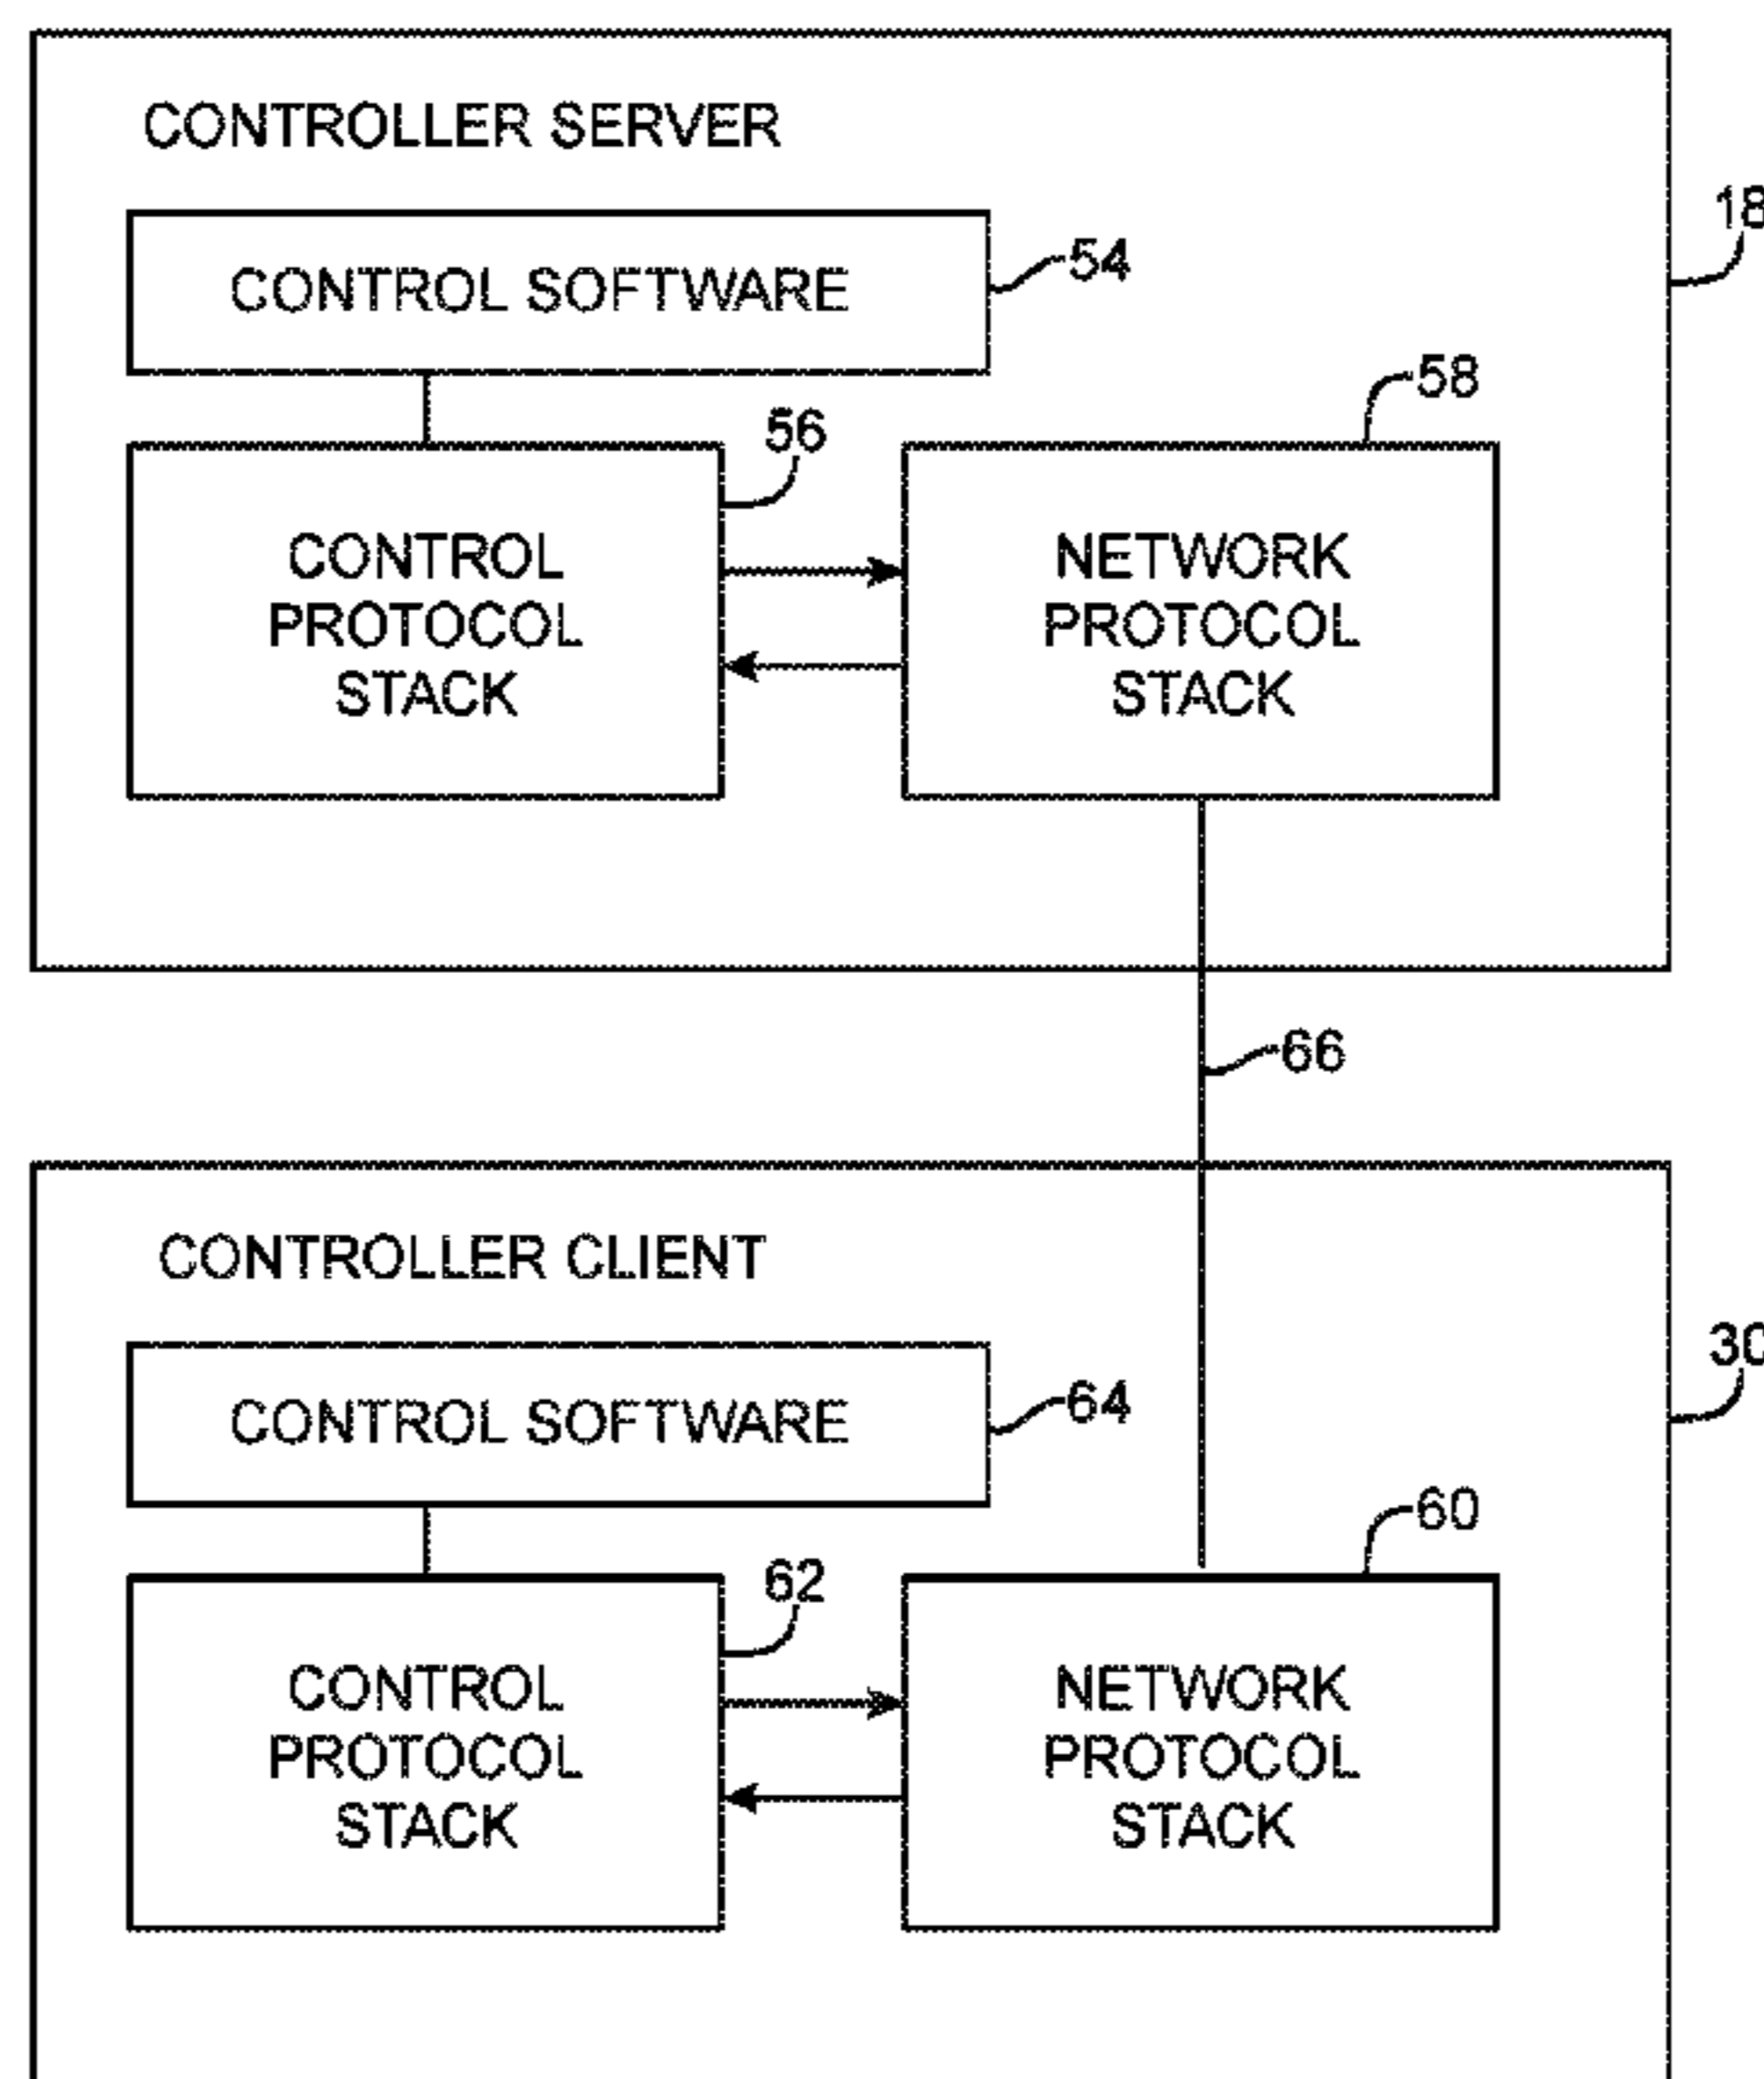 CONTROLLER SERVER
18
CONTROL SOFTWARE
54
58
56
CONTROL
PROTOCOL
STACK
NETWORK
PROTOCOL
STACK
66
CONTROLLER CLIENT
30
CONTROL SOFTWARE
64
60
62
CONTROL
PROTOCOL
STACK
NETWORK
PROTOCOL
STACK